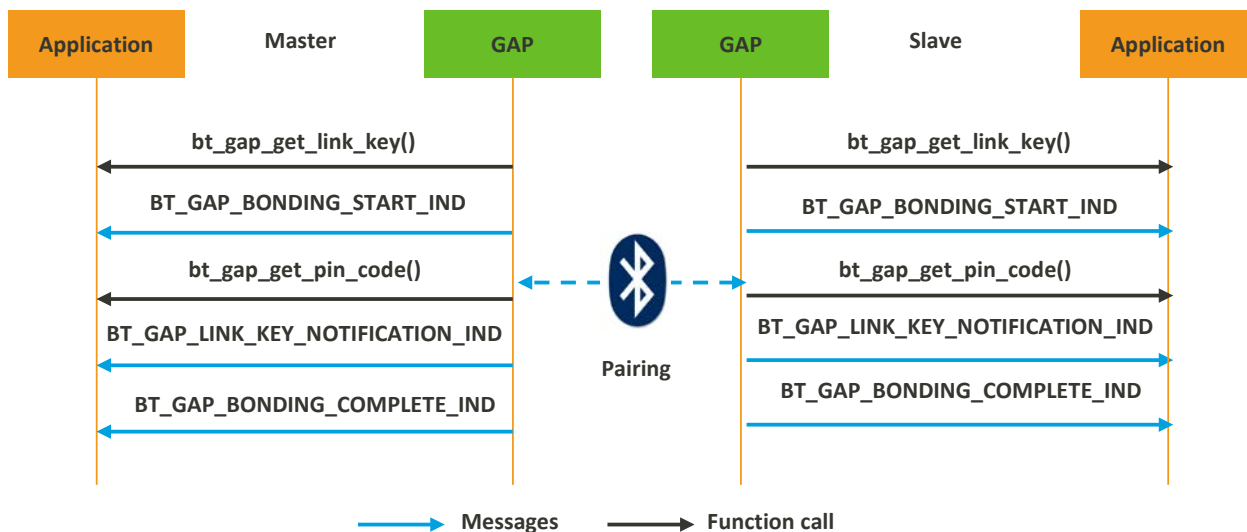 Application Master GAP GAP Slave Application
bt_gap_get_link_key() bt_gap_get_link_key()
BT_GAP_BONDING_START_IND BT_GAP_BONDING_START_IND
bt_gap_get_pin_code() bt_gap_get_pin_code()
BT_GAP_LINK_KEY_NOTIFICATION_IND BT_GAP_LINK_KEY_NOTIFICATION_IND
Pairing
BT_GAP_BONDING_COMPLETE_IND BT_GAP_BONDING_COMPLETE_IND
Messages Function call